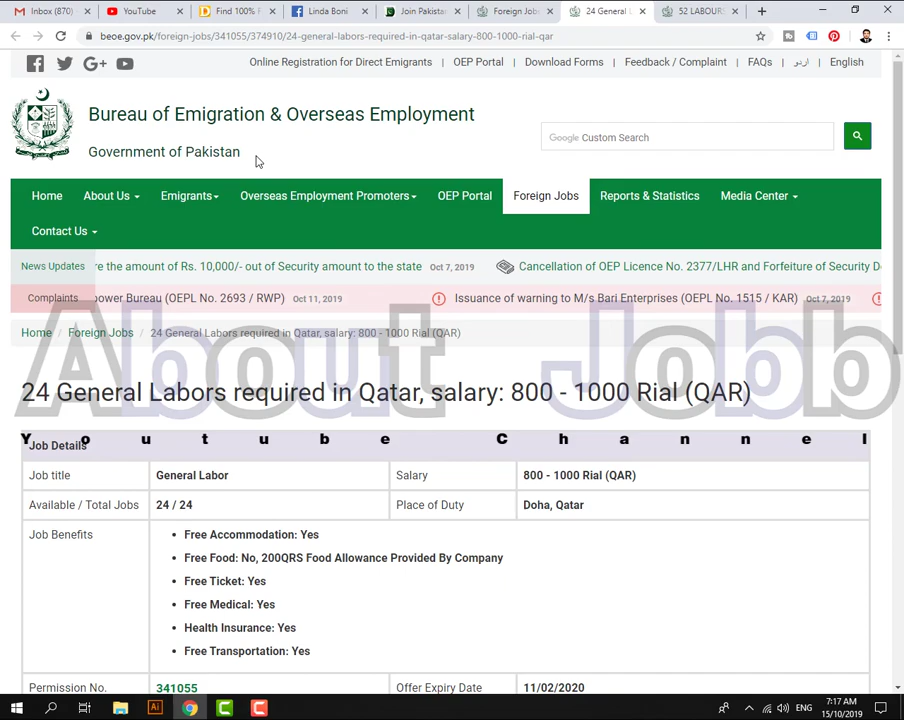 Inbox (870)
YouTube
Find 100% F
Linda Boni
Join Pakistan
Foreign Jobs
24 General L
52 LABOURS
beoe.gov.pk/foreign-jobs/341055/374910/24-general-labors-required-in-qatar-salary-800-1000-rial-qar
Online Registration for Direct Emigrants
OEP Portal
Download Forms
Feedback / Complaint
FAQs
اردو
English
Bureau of Emigration & Overseas Employment
Government of Pakistan
Google Custom Search
Home
About Us
Emigrants
Overseas Employment Promoters
OEP Portal
Foreign Jobs
Reports & Statistics
Media Center
Contact Us
News Updates
re the amount of Rs. 10,000/- out of Security amount to the state Oct 7, 2019
Cancellation of OEP Licence No. 2377/LHR and Forfeiture of Security D
Complaints
power Bureau (OEPL No. 2693 / RWP) Oct 11, 2019
Issuance of warning to M/s Bari Enterprises (OEPL No. 1515 / KAR) Oct 7, 2019
Home / Foreign Jobs / 24 General Labors required in Qatar, salary: 800 - 1000 Rial (QAR)
About Jobb
24 General Labors required in Qatar, salary: 800 - 1000 Rial (QAR)
Youtube Channel
Job Details
Job title General Labor Salary 800 - 1000 Rial (QAR)
Available / Total Jobs 24 / 24 Place of Duty Doha, Qatar
Job Benefits
Free Accommodation: Yes
Free Food: No, 200QRS Food Allowance Provided By Company
Free Ticket: Yes
Free Medical: Yes
Health Insurance: Yes
Free Transportation: Yes
Permission No. 341055 Offer Expiry Date 11/02/2020
ENG
7:17 AM
15/10/2019